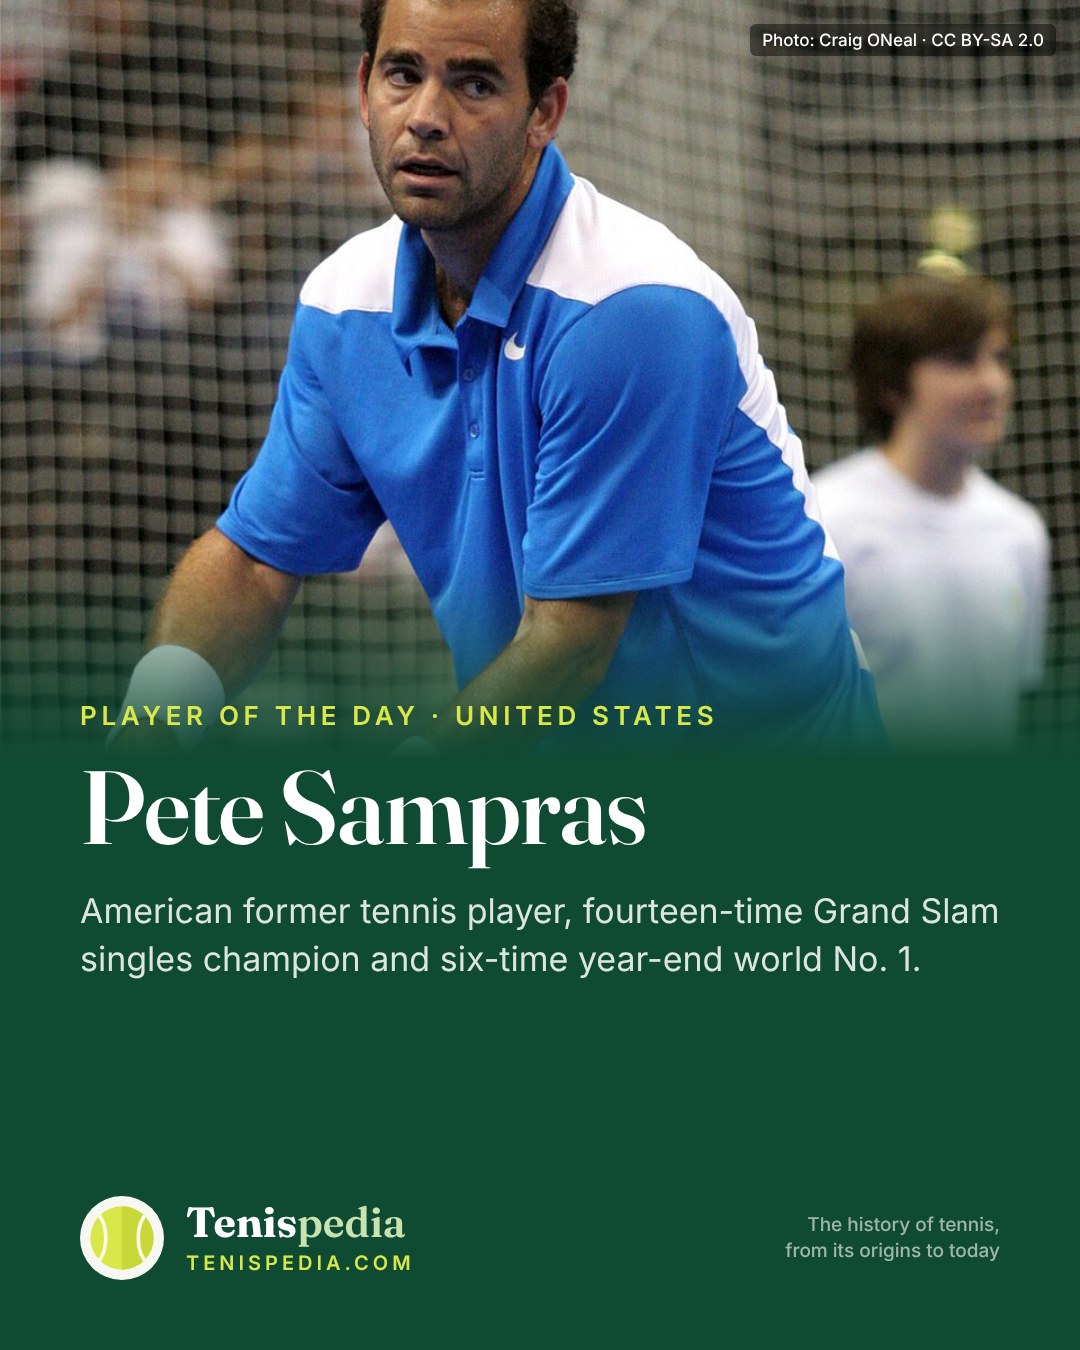 Photo: Craig ONeal · CC BY-SA 2.0
PLAYER OF THE DAY · UNITED STATES
Pete Sampras
American former tennis player, fourteen-time Grand Slam
singles champion and six-time year-end world No. 1.
Tenispedia
TENISPEDIA.COM
The history of tennis,
from its origins to today